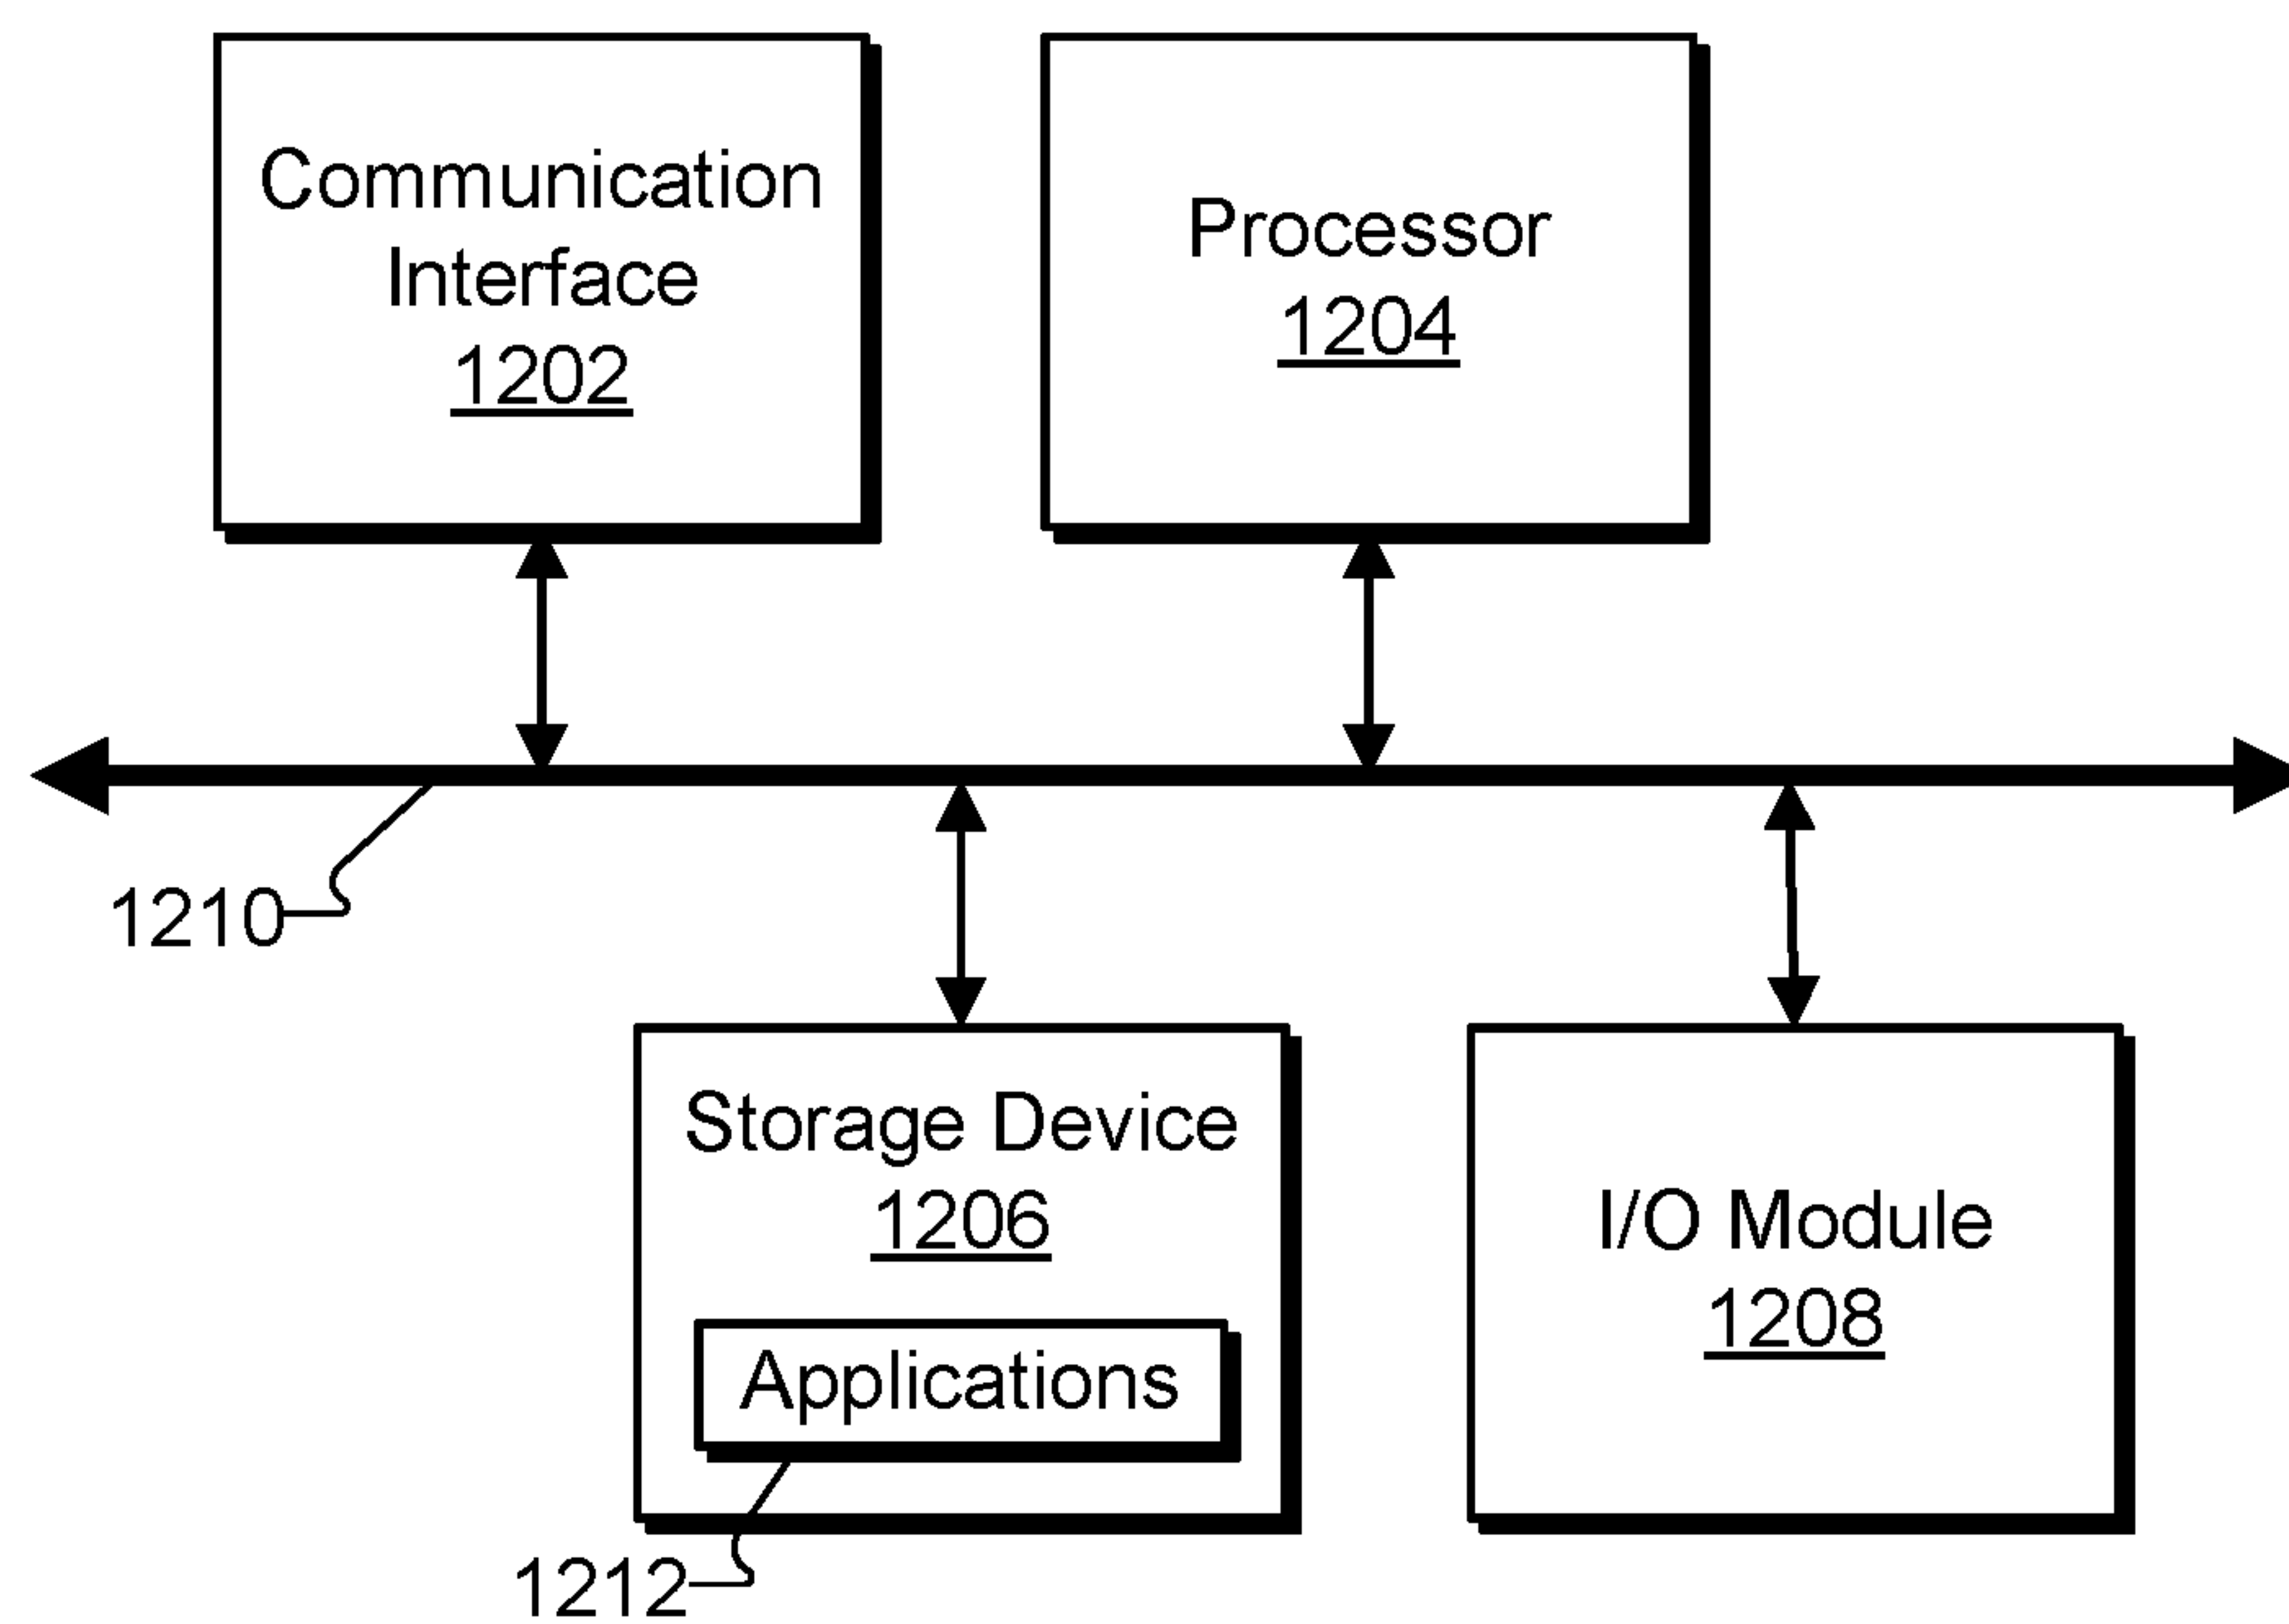 Communication
Interface
1202
Processor
1204
1210
Storage Device
1206
Applications
1212
I/O Module
1208